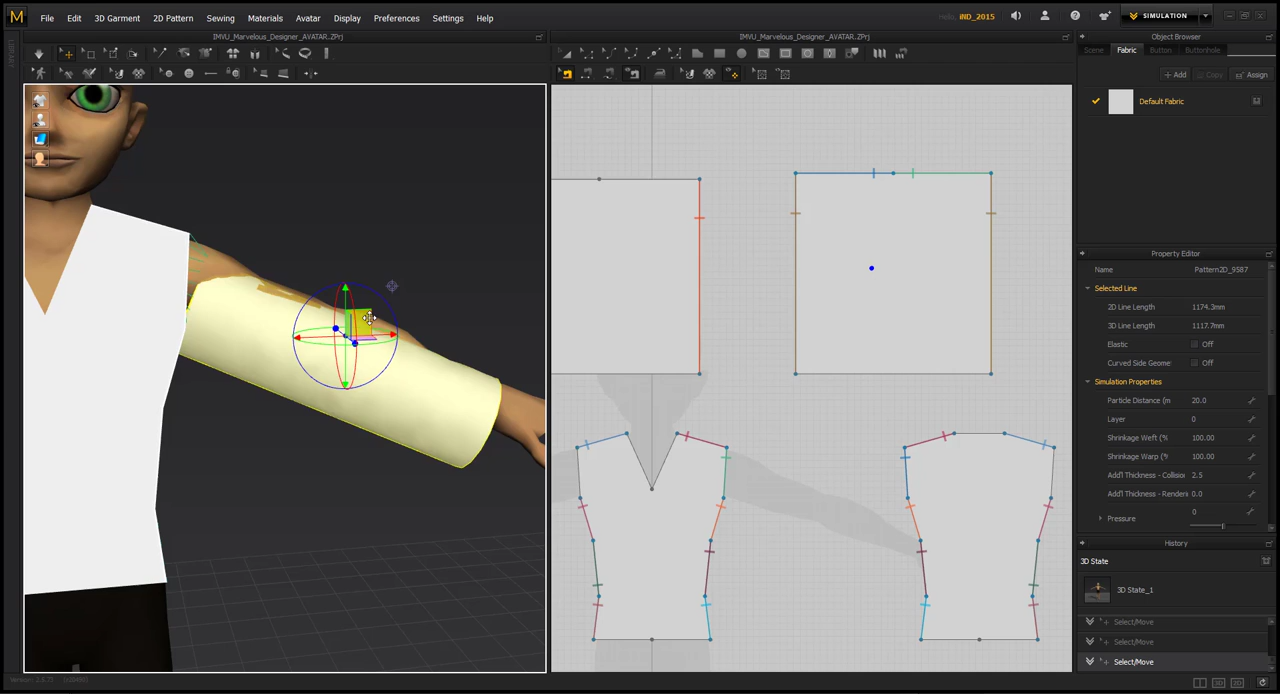 M File Edit 3D Garment 2D Pattern Sewing Materials Avatar Display Preferences Settings Help
iND_2015 SIMULATION
IMVU_Marvelous_Designer_AVATAR.ZPrj IMVU_Marvelous_Designer_AVATAR.ZPrj Object Browser
LIBRARY
Scene Fabric Button Buttonhole
Add Copy Assign
Default Fabric
Property Editor
Name Pattern2D_9587
Selected Line
2D Line Length 1174.3mm
3D Line Length 1117.7mm
Elastic Off
Curved Side Geome Off
Simulation Properties
Particle Distance (m 20.0
Layer 0
Shrinkage Weft (% 100.00
Shrinkage Warp (% 100.00
Add'l Thickness - Collisio 2.5
Add'l Thickness - Renderi 0.0
Pressure 0
History
3D State
3D State_1
Select/Move
Select/Move
Select/Move